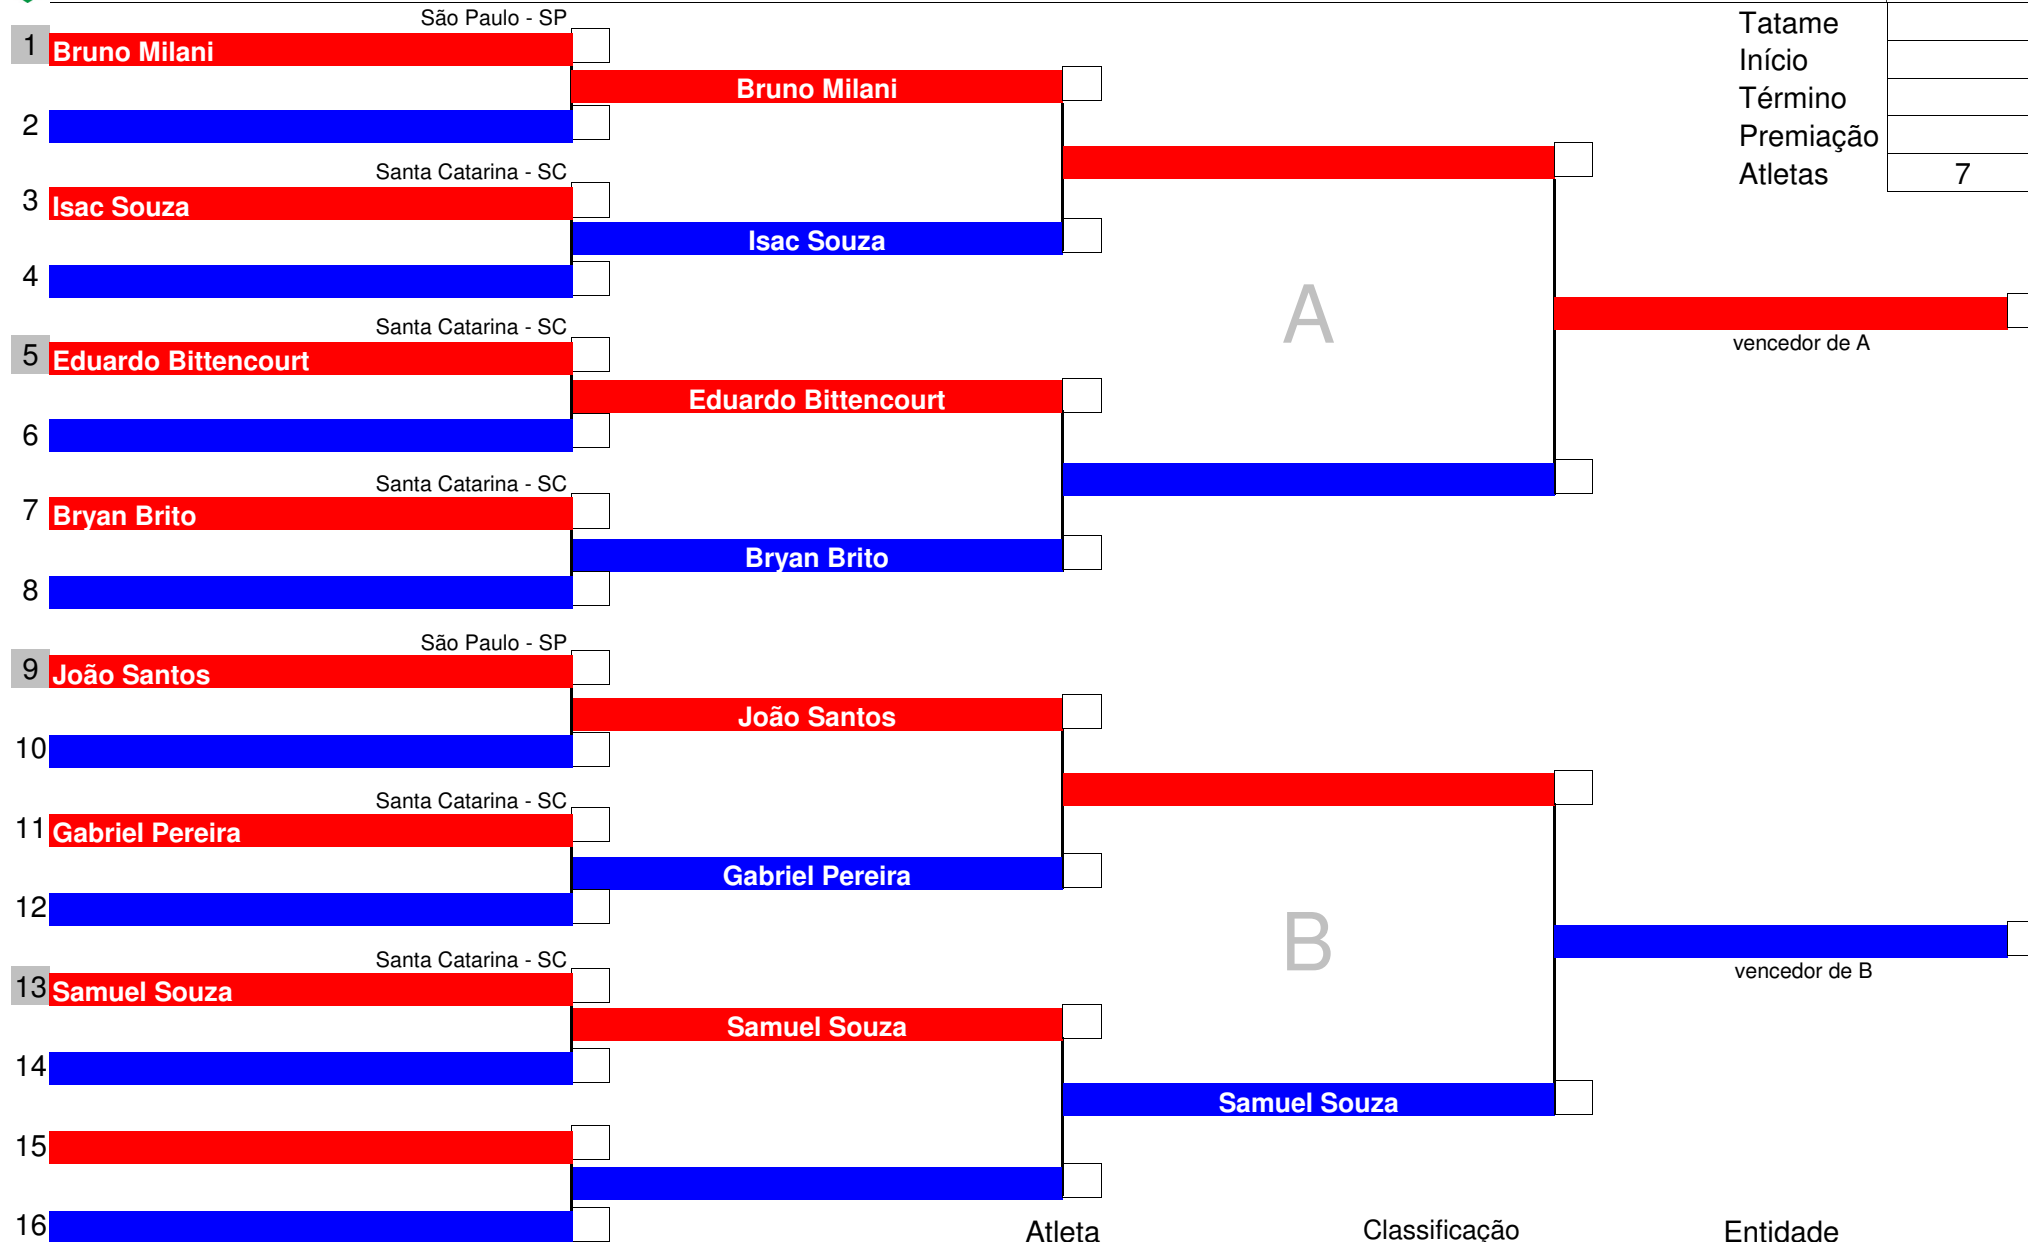 São Paulo - SP
1 Bruno Milani
Bruno Milani
2
Santa Catarina - SC
3 Isac Souza
Isac Souza
4
Santa Catarina - SC
5 Eduardo Bittencourt
Eduardo Bittencourt
6
Santa Catarina - SC
7 Bryan Brito
Bryan Brito
8
São Paulo - SP
9 João Santos
João Santos
10
Santa Catarina - SC
11 Gabriel Pereira
Gabriel Pereira
12
Santa Catarina - SC
13 Samuel Souza
Samuel Souza
14
Samuel Souza
15
16
A
vencedor de A
B
vencedor de B
Tatame
Início
Término
Premiação
Atletas 7
Atleta Classificação Entidade